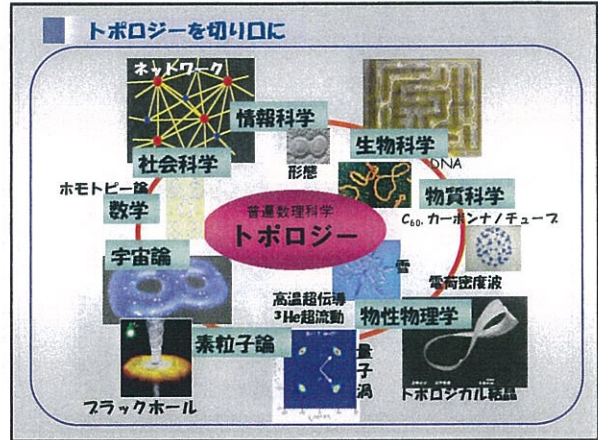 トポロジーを切り口に
ネットワーク
情報科学
生物科学
DNA
社会科学
形態
ホモトピー論
数学
物質科学
普遍数理科学
トポロジー
C₆₀. カーボンナノチューブ
宇宙論
雪
電荷密度波
高温超伝導
³He超流動
物性物理学
素粒子論
量子渦
ブラックホール
トポロジカル結晶